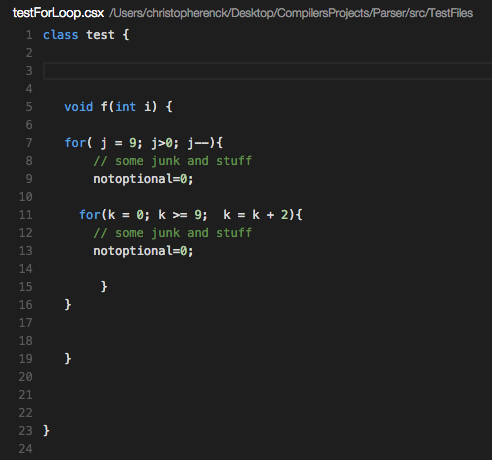 testForLoop.csx /Users/christopherenck/Desktop/CompilersProjects/Parser/src/TestFiles
1 class test {
2
3
4
5 void f(int i) {
6
7 for( j = 9; j>0; j--){
8 // some junk and stuff
9 notoptional=0;
10
11 for(k = 0; k >= 9;  k = k + 2){
12 // some junk and stuff
13 notoptional=0;
14
15 }
16 }
17
18
19 }
20
21
22
23 }
24